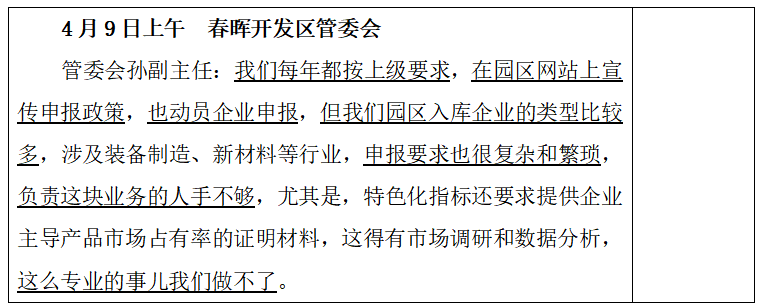 4月9日上午 春晖开发区管委会
管委会孙副主任：我们每年都按上级要求，在园区网站上宣
传申报政策，也动员企业申报，但我们园区入库企业的类型比较
多，涉及装备制造、新材料等行业，申报要求也很复杂和繁琐，
负责这块业务的人手不够，尤其是，特色化指标还要求提供企业
主导产品市场占有率的证明材料，这得有市场调研和数据分析，
这么专业的事儿我们做不了。